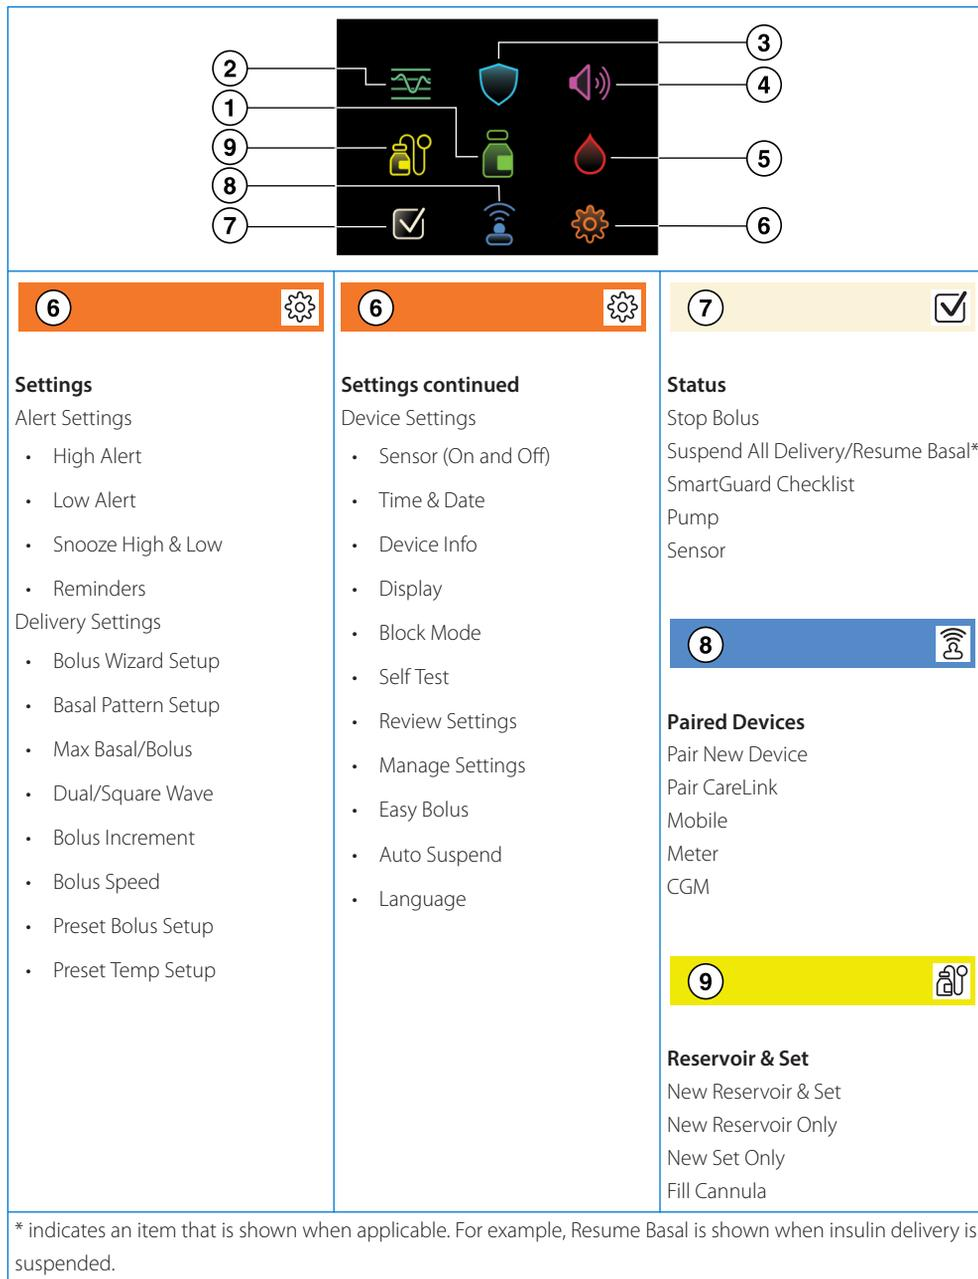 2
3
1
4
9
5
8
7
6
6
Settings
Alert Settings
• High Alert
• Low Alert
• Snooze High & Low
• Reminders
Delivery Settings
• Bolus Wizard Setup
• Basal Pattern Setup
• Max Basal/Bolus
• Dual/Square Wave
• Bolus Increment
• Bolus Speed
• Preset Bolus Setup
• Preset Temp Setup
6
Settings continued
Device Settings
• Sensor (On and Off)
• Time & Date
• Device Info
• Display
• Block Mode
• Self Test
• Review Settings
• Manage Settings
• Easy Bolus
• Auto Suspend
• Language
7
Status
Stop Bolus
Suspend All Delivery/Resume Basal*
SmartGuard Checklist
Pump
Sensor
8
Paired Devices
Pair New Device
Pair CareLink
Mobile
Meter
CGM
9
Reservoir & Set
New Reservoir & Set
New Reservoir Only
New Set Only
Fill Cannula
* indicates an item that is shown when applicable. For example, Resume Basal is shown when insulin delivery is
suspended.